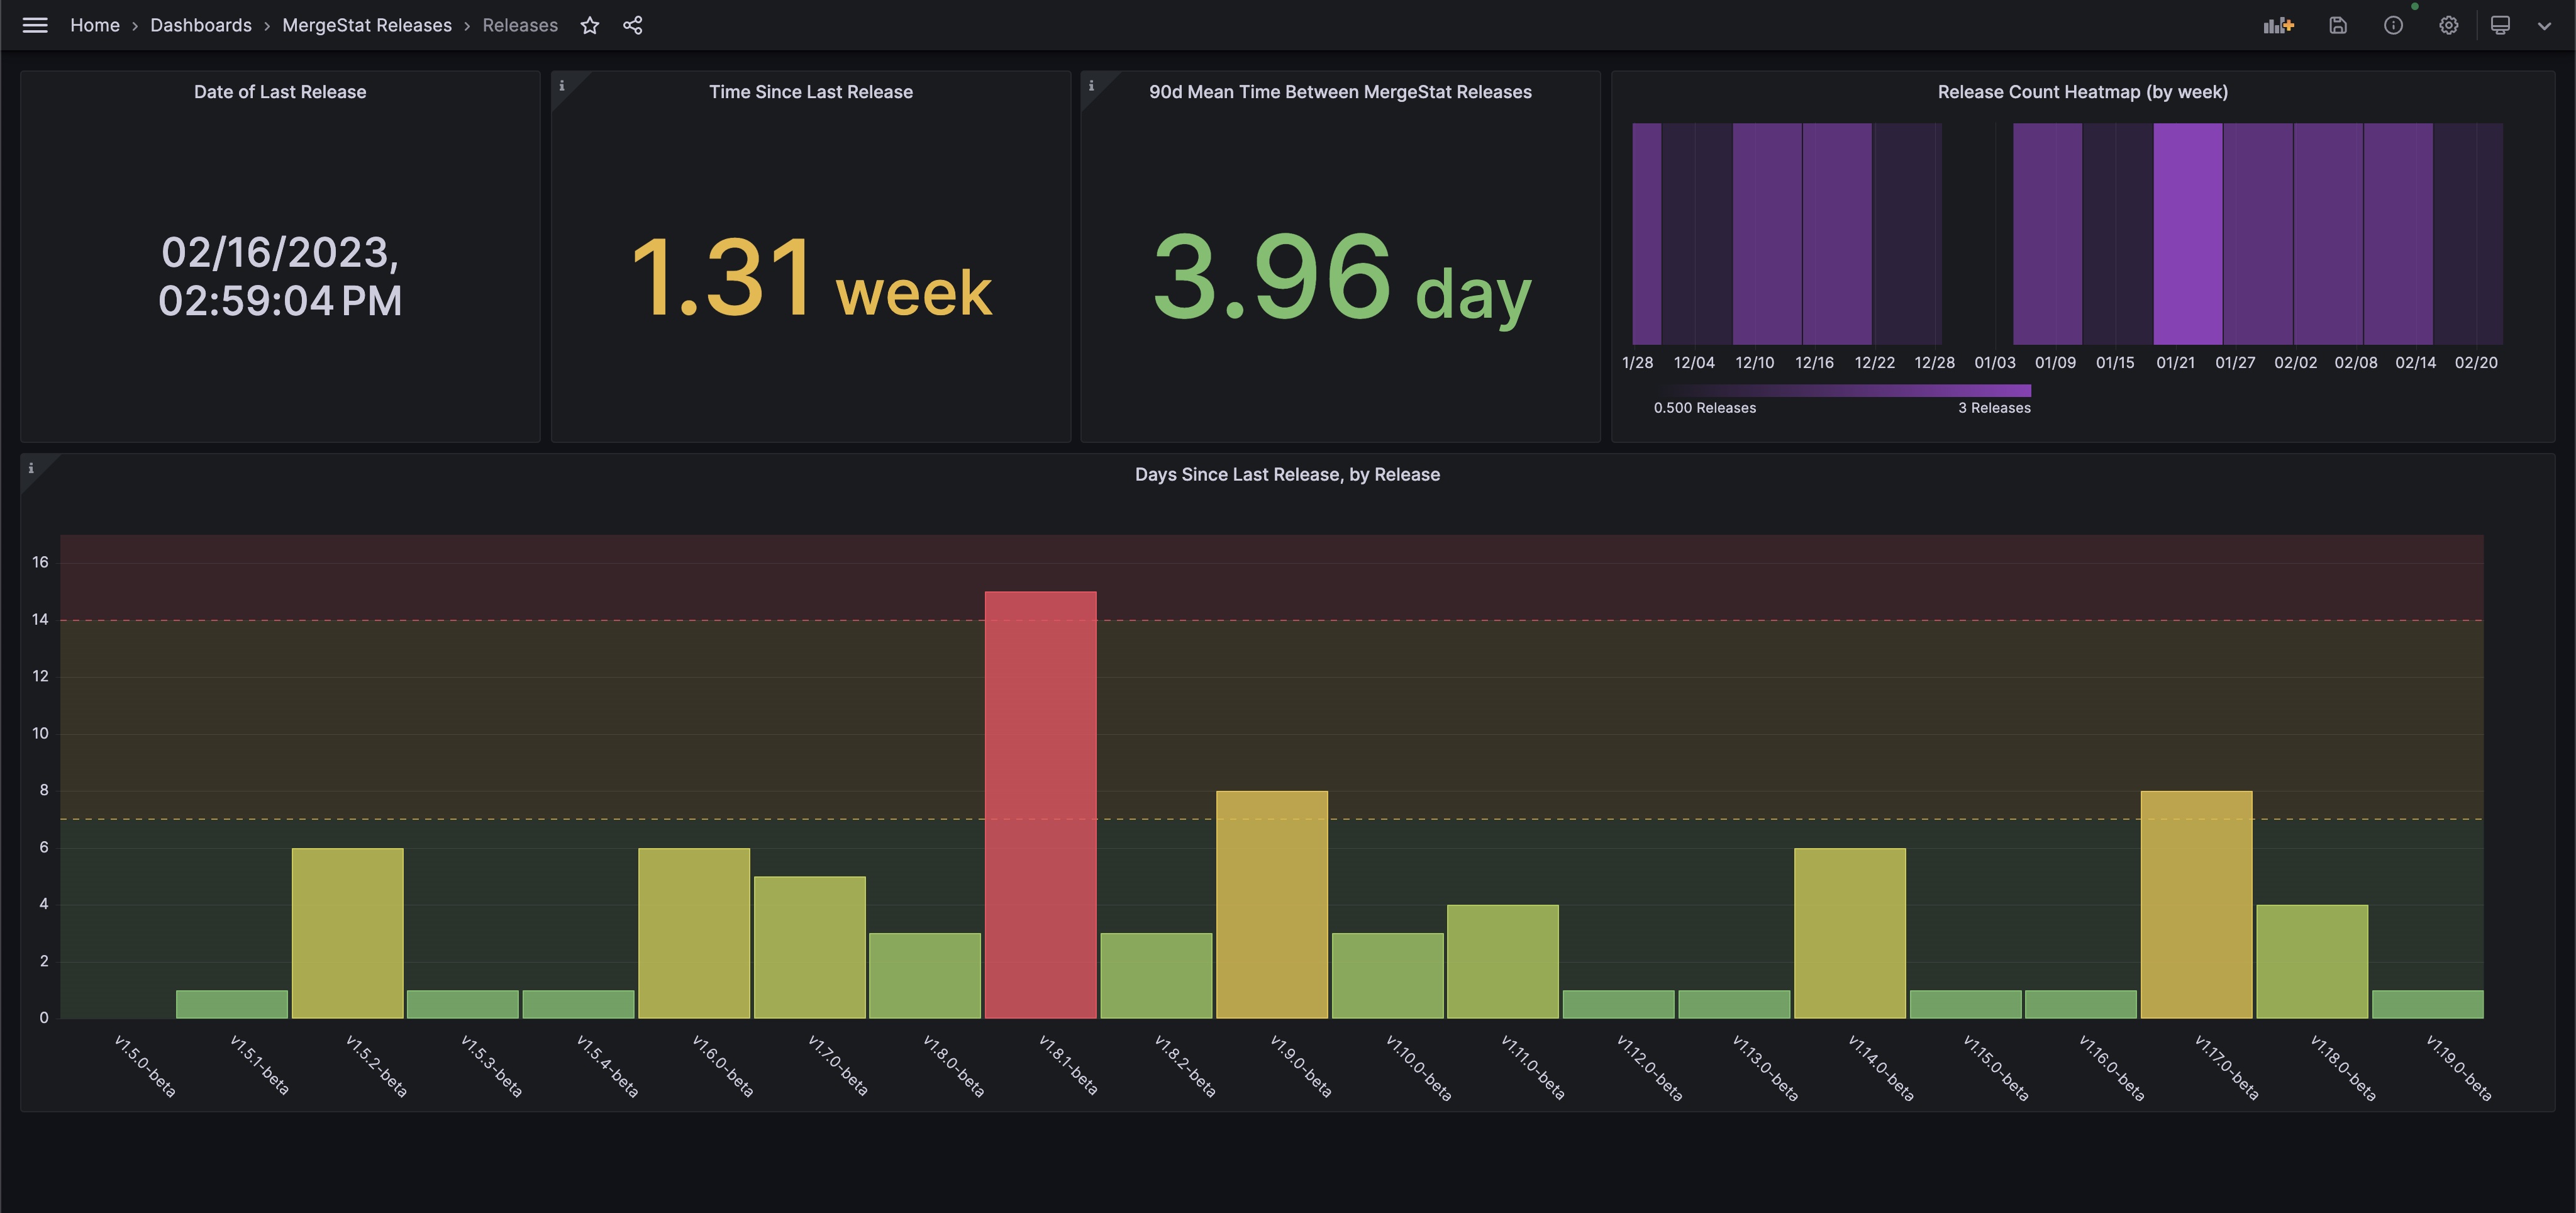 Home › Dashboards › MergeStat Releases › Releases
Date of Last Release
02/16/2023,
02:59:04 PM
i
Time Since Last Release
1.31 week
i
90d Mean Time Between MergeStat Releases
3.96 day
Release Count Heatmap (by week)
1/28 12/04 12/10 12/16 12/22 12/28 01/03 01/09 01/15 01/21 01/27 02/02 02/08 02/14 02/20
0.500 Releases 3 Releases
i
Days Since Last Release, by Release
16
14
12
10
8
6
4
2
0
v1.5.0-beta
v1.5.1-beta
v1.5.2-beta
v1.5.3-beta
v1.5.4-beta
v1.6.0-beta
v1.7.0-beta
v1.8.0-beta
v1.8.1-beta
v1.8.2-beta
v1.9.0-beta
v1.10.0-beta
v1.11.0-beta
v1.12.0-beta
v1.13.0-beta
v1.14.0-beta
v1.15.0-beta
v1.16.0-beta
v1.17.0-beta
v1.18.0-beta
v1.19.0-beta